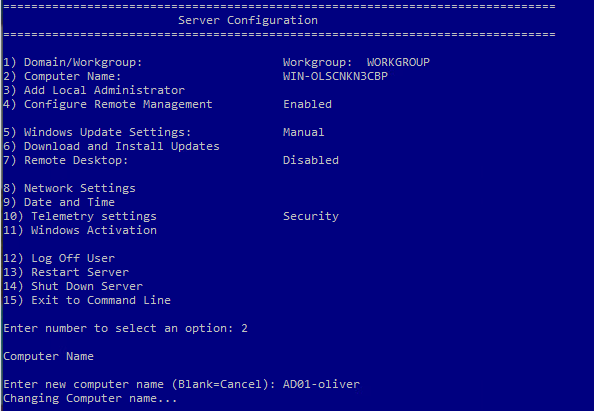 ===============================================================================
Server Configuration
===============================================================================
1) Domain/Workgroup: Workgroup: WORKGROUP
2) Computer Name: WIN-OLSCNKN3CBP
3) Add Local Administrator
4) Configure Remote Management Enabled
5) Windows Update Settings: Manual
6) Download and Install Updates
7) Remote Desktop: Disabled
8) Network Settings
9) Date and Time
10) Telemetry settings Security
11) Windows Activation
12) Log Off User
13) Restart Server
14) Shut Down Server
15) Exit to Command Line
Enter number to select an option: 2
Computer Name
Enter new computer name (Blank=Cancel): AD01-oliver
Changing Computer name...